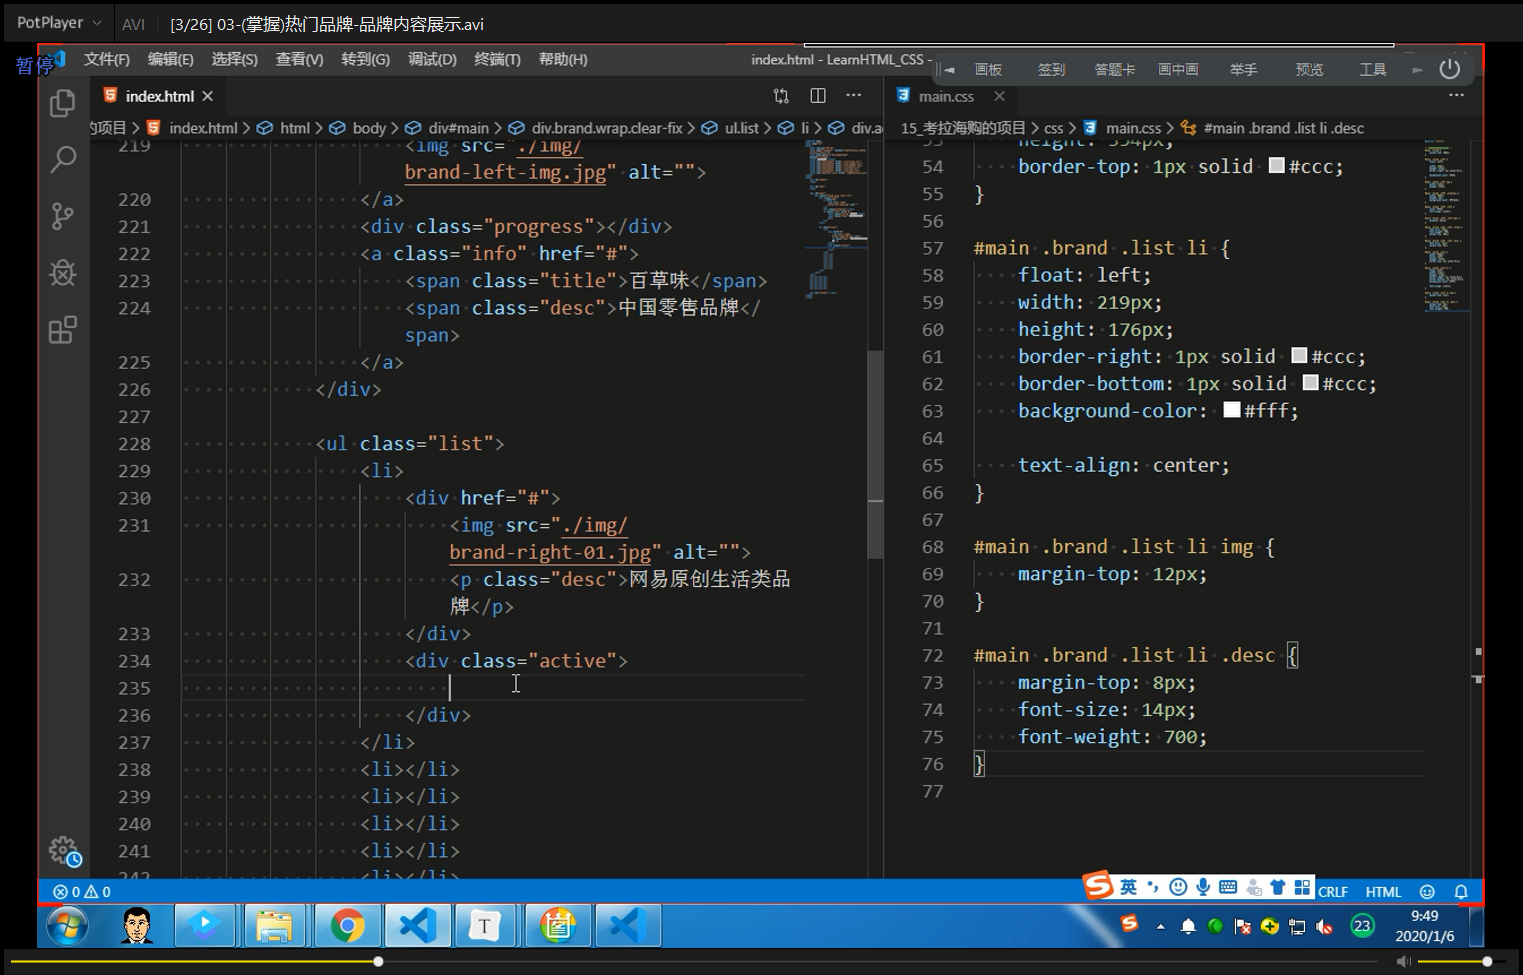 PotPlayer AVI [3/26] 03-(掌握)热门品牌-品牌内容展示.avi
暂停
文件(F) 编辑(E) 选择(S) 查看(V) 转到(G) 调试(D) 终端(T) 帮助(H) index.html - LearnHTML_CSS -
画板 签到 答题卡 画中画 举手 预览 工具
index.html
main.css
的项目 > index.html > html > body > div#main > div.brand.wrap.clear-fix > ul.list > li > div.ac
15_考拉海购的项目 > css > main.css > #main .brand .list li .desc
219 <img src="./img/
brand-left-img.jpg" alt="">
220 </a>
221 <div class="progress"></div>
222 <a class="info" href="#">
223 <span class="title">百草味</span>
224 <span class="desc">中国零售品牌</
span>
225 </a>
226 </div>
227
228 <ul class="list">
229 <li>
230 <div href="#">
231 <img src="./img/
brand-right-01.jpg" alt="">
232 <p class="desc">网易原创生活类品
牌</p>
233 </div>
234 <div class="active">
235
236 </div>
237 </li>
238 <li></li>
239 <li></li>
240 <li></li>
241 <li></li>
242 <li></li>
53 height: 354px;
54 border-top: 1px solid #ccc;
55 }
56
57 #main .brand .list li {
58 float: left;
59 width: 219px;
60 height: 176px;
61 border-right: 1px solid #ccc;
62 border-bottom: 1px solid #ccc;
63 background-color: #fff;
64
65 text-align: center;
66 }
67
68 #main .brand .list li img {
69 margin-top: 12px;
70 }
71
72 #main .brand .list li .desc {
73 margin-top: 8px;
74 font-size: 14px;
75 font-weight: 700;
76 }
77
0 0
英
CRLF HTML
T
23
9:49
2020/1/6